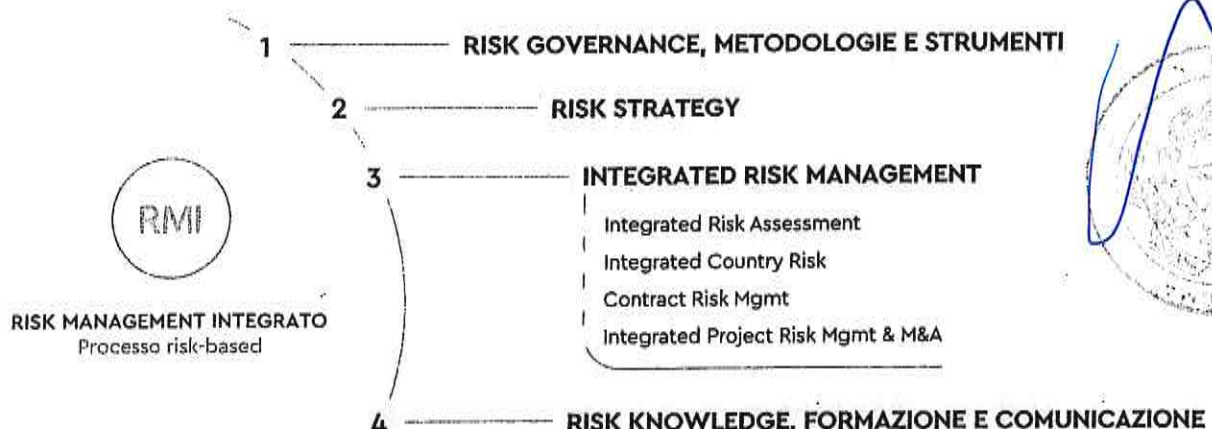 1 RISK GOVERNANCE, METODOLOGIE E STRUMENTI
2 RISK STRATEGY
3 INTEGRATED RISK MANAGEMENT
Integrated Risk Assessment
Integrated Country Risk
Contract Risk Mgmt
Integrated Project Risk Mgmt & M&A
RMI
RISK MANAGEMENT INTEGRATO
Processo risk-based
4 RISK KNOWLEDGE, FORMAZIONE E COMUNICAZIONE